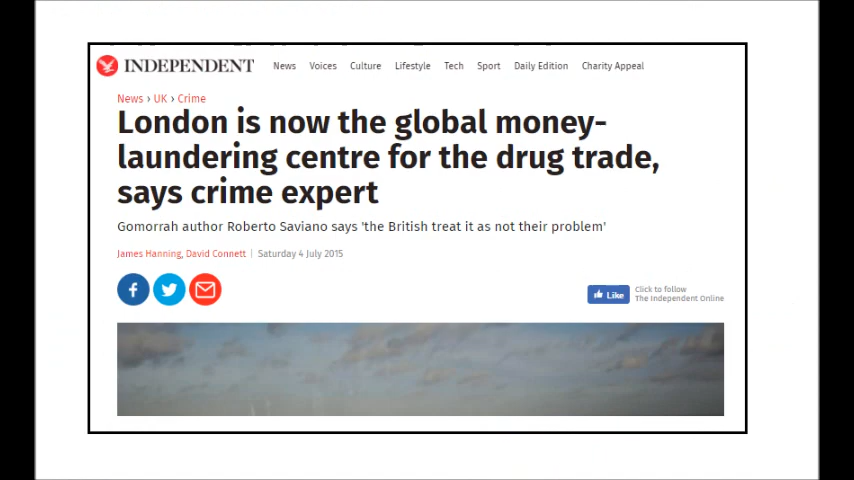 INDEPENDENT News Voices Culture Lifestyle Tech Sport Daily Edition Charity Appeal
News › UK › Crime
London is now the global money-
laundering centre for the drug trade,
says crime expert
Gomorrah author Roberto Saviano says 'the British treat it as not their problem'
James Hanning, David Connett | Saturday 4 July 2015
Like
Click to follow
The Independent Online